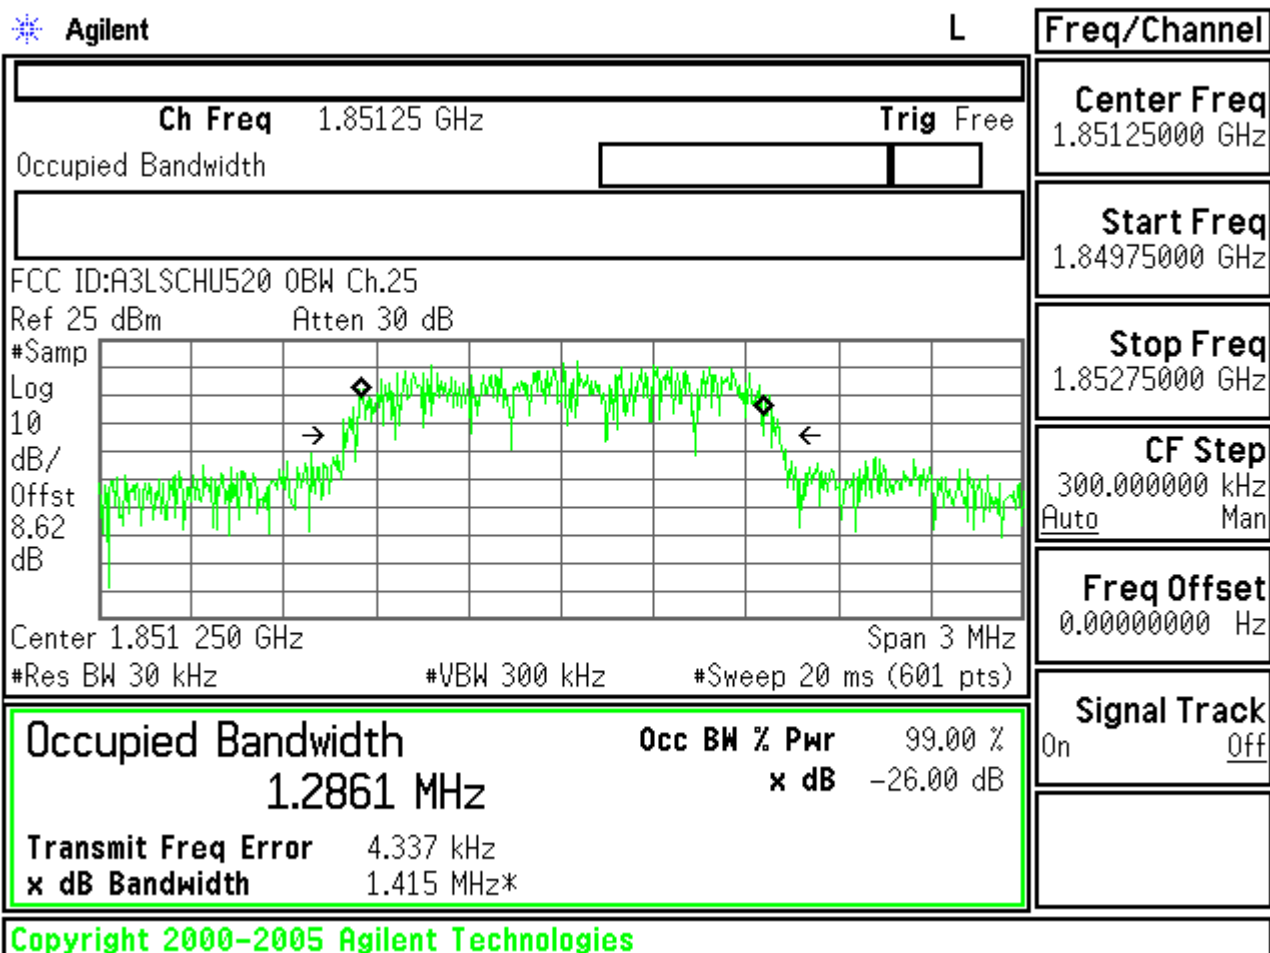 Agilent
L
Freq/Channel
Ch Freq 1.85125 GHz
Trig Free
Occupied Bandwidth
FCC ID:A3LSCHU520 OBW Ch.25
Ref 25 dBm
Atten 30 dB
#Samp
Log
10
dB/
Offst
8.62
dB
Center 1.851 250 GHz
Span 3 MHz
#Res BW 30 kHz
#VBW 300 kHz
#Sweep 20 ms (601 pts)
Occupied Bandwidth
1.2861 MHz
Occ BW % Pwr 99.00 %
x dB -26.00 dB
Transmit Freq Error 4.337 kHz
x dB Bandwidth 1.415 MHz*
Center Freq
1.85125000 GHz
Start Freq
1.84975000 GHz
Stop Freq
1.85275000 GHz
CF Step
300.000000 kHz
Auto Man
Freq Offset
0.00000000 Hz
Signal Track
On Off
Copyright 2000-2005 Agilent Technologies